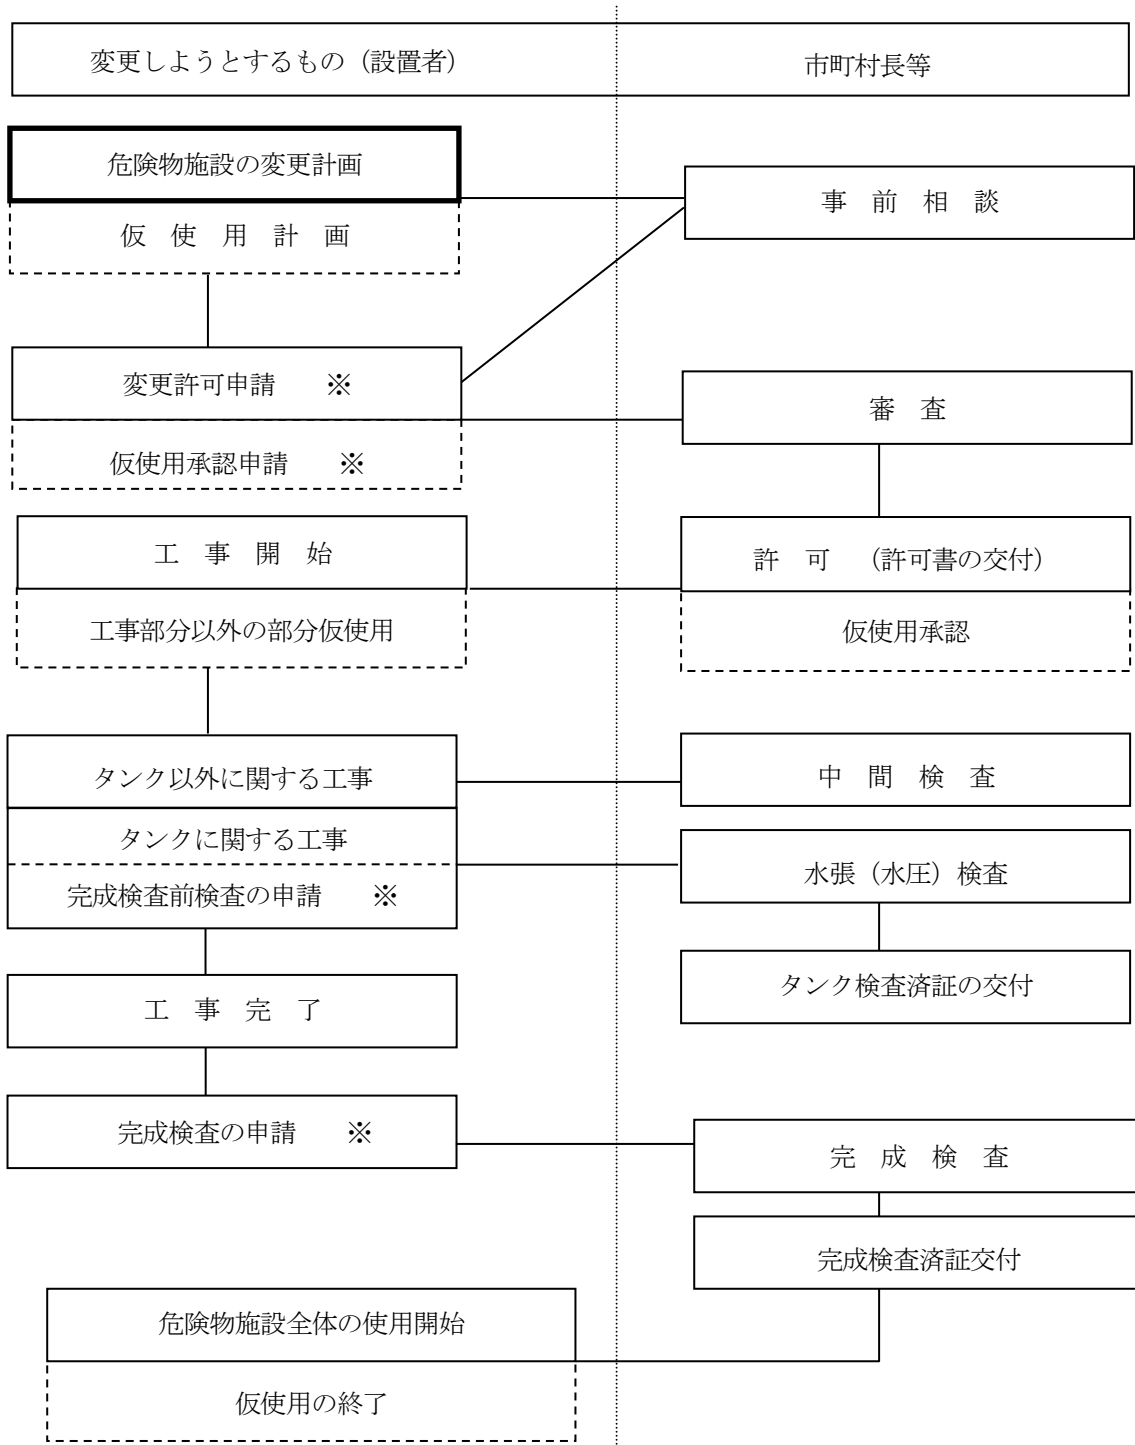 変更しようとするもの（設置者）
市町村長等
危険物施設の変更計画
事　前　相　談
仮　使　用　計　画
変更許可申請　　※
審　査
仮使用承認申請　　※
工　事　開　始
許　可　（許可書の交付）
工事部分以外の部分仮使用
仮使用承認
タンク以外に関する工事
中　間　検　査
タンクに関する工事
水張（水圧）検査
完成検査前検査の申請　　※
タンク検査済証の交付
工　事　完　了
完成検査の申請　　※
完　成　検　査
完成検査済証交付
危険物施設全体の使用開始
仮使用の終了